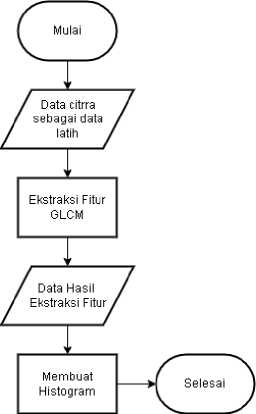 Mulai
Data citrra
sebagai data
latih
Ekstraksi Fitur
GLCM
Data Hasil
Ekstraksi Fitur
Membuat
Histogram
Selesai